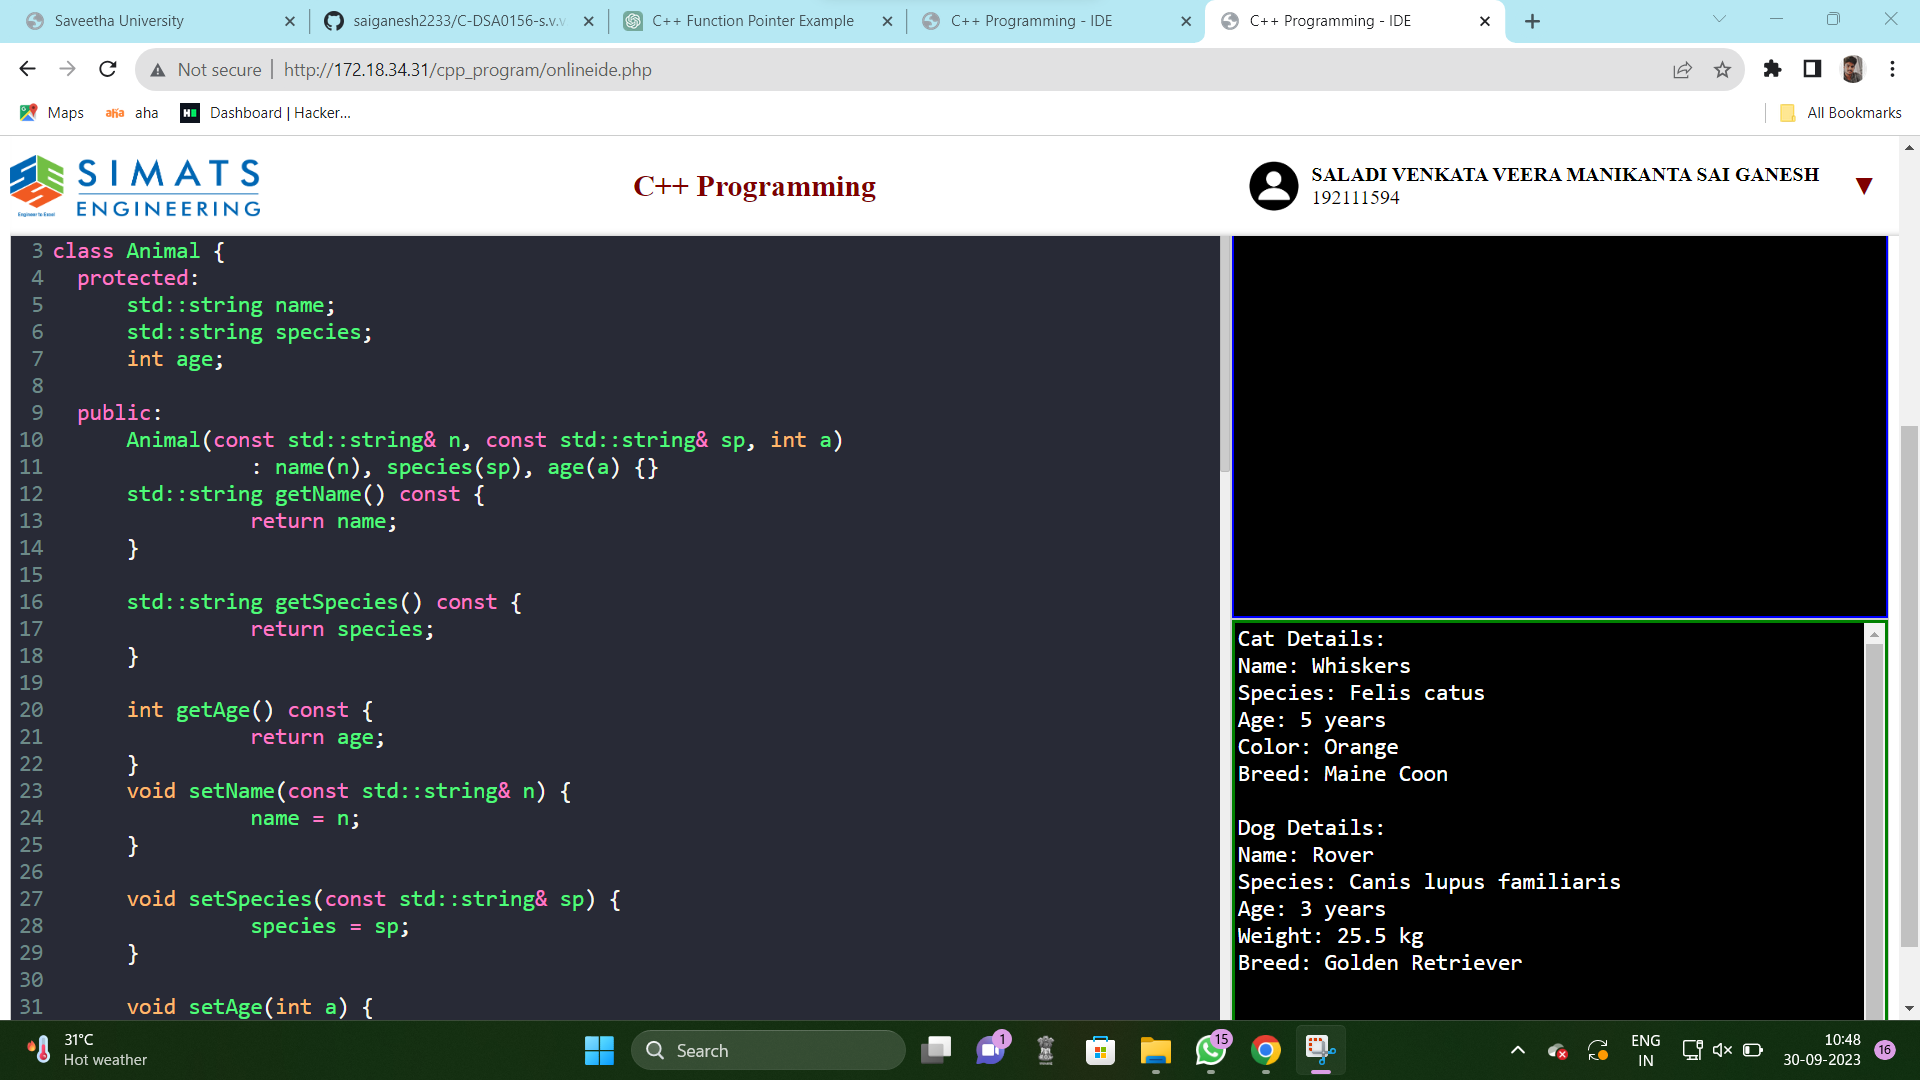 Saveetha University
saiganesh2233/C-DSA0156-s.v.v
C++ Function Pointer Example
C++ Programming - IDE
C++ Programming - IDE
Not secure | http://172.18.34.31/cpp_program/onlineide.php
Maps
aha aha
H Dashboard | Hacker...
All Bookmarks
SIMATS
ENGINEERING
Engineer to Excel
C++ Programming
SALADI VENKATA VEERA MANIKANTA SAI GANESH
192111594
3 class Animal {
4 protected:
5 std::string name;
6 std::string species;
7 int age;
8
9 public:
10 Animal(const std::string& n, const std::string& sp, int a)
11 : name(n), species(sp), age(a) {}
12 std::string getName() const {
13 return name;
14 }
15
16 std::string getSpecies() const {
17 return species;
18 }
19
20 int getAge() const {
21 return age;
22 }
23 void setName(const std::string& n) {
24 name = n;
25 }
26
27 void setSpecies(const std::string& sp) {
28 species = sp;
29 }
30
31 void setAge(int a) {
Cat Details:
Name: Whiskers
Species: Felis catus
Age: 5 years
Color: Orange
Breed: Maine Coon
Dog Details:
Name: Rover
Species: Canis lupus familiaris
Age: 3 years
Weight: 25.5 kg
Breed: Golden Retriever
31°C
Hot weather
Search
1
15
ENG
IN
10:48
30-09-2023
16